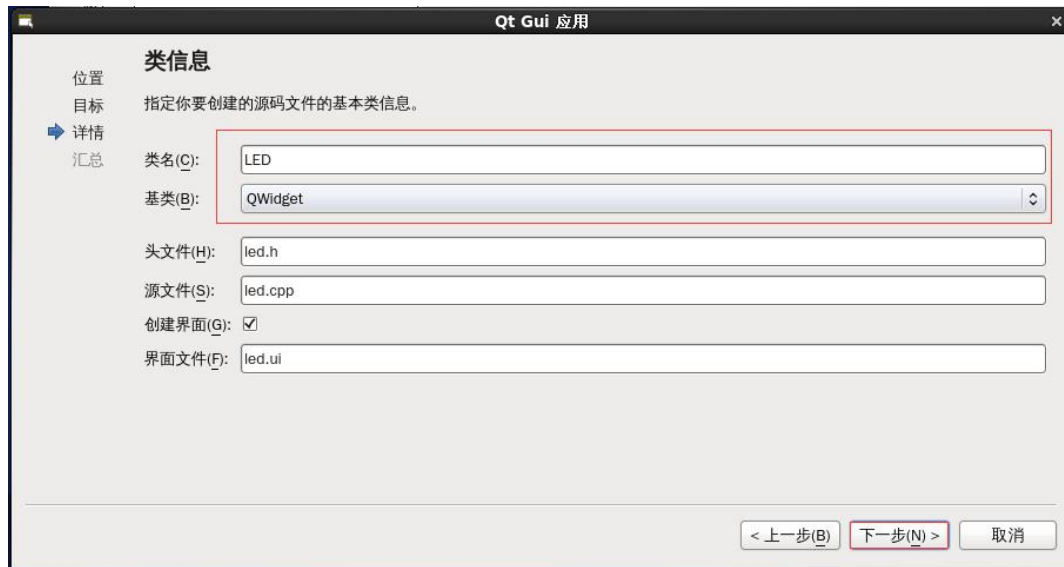 Qt Gui 应用
类信息
位置
目标
详情
汇总
指定你要创建的源码文件的基本类信息。
类名(C): LED
基类(B): QWidget
头文件(H): led.h
源文件(S): led.cpp
创建界面(G):
界面文件(F): led.ui
< 上一步(B) 下一步(N) > 取消